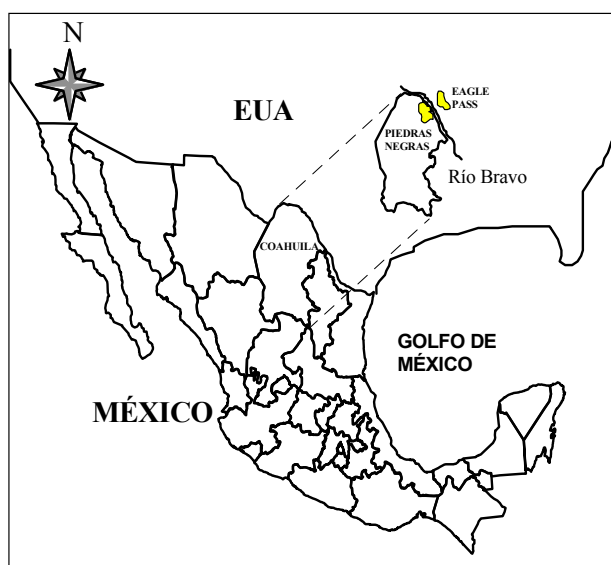 N
EUA
EAGLE
PASS
PIEDRAS
NEGRAS
Río Bravo
COAHUILA
GOLFO DE
MÉXICO
MÉXICO